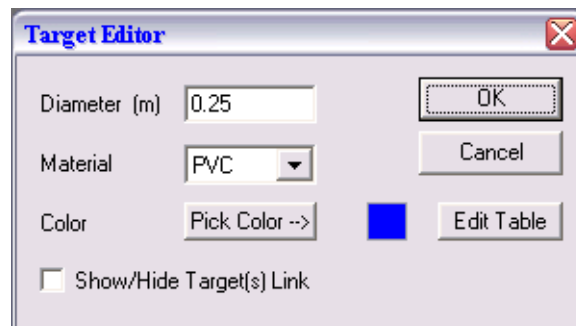 Target Editor
Diameter (m) 0.25 OK
Material PVC Cancel
Color Pick Color --> Edit Table
Show/Hide Target(s) Link